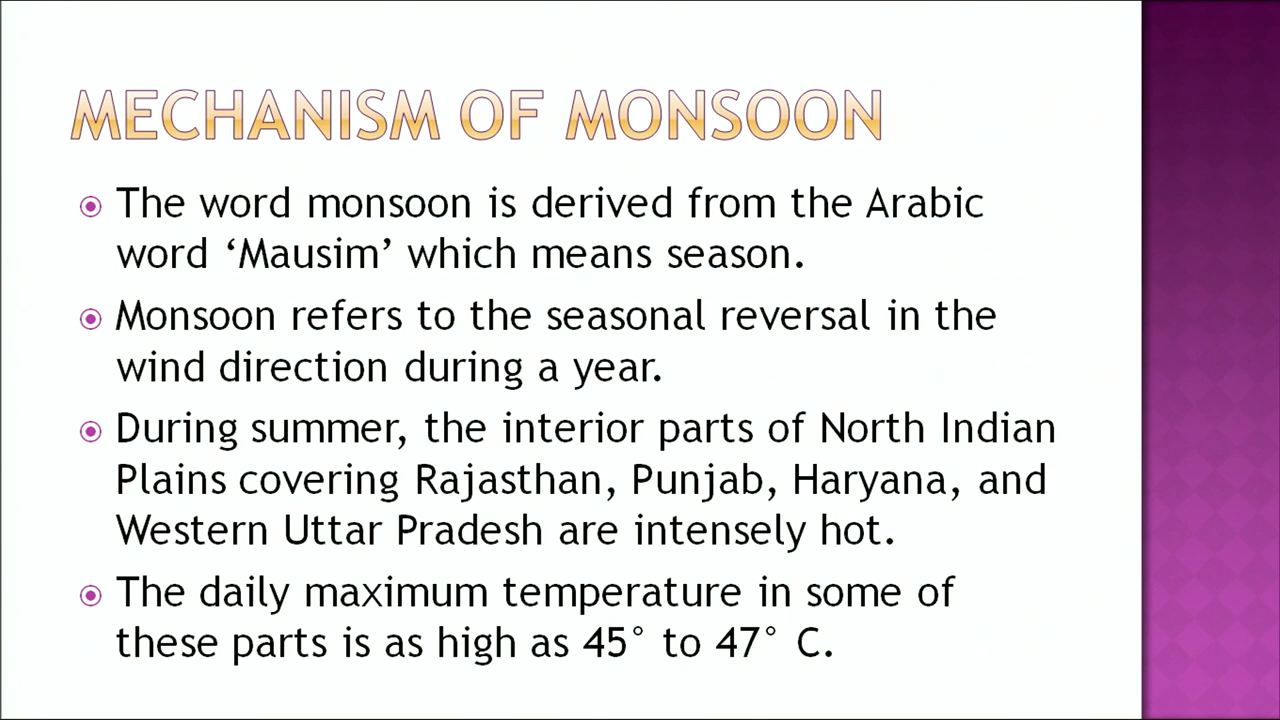 MECHANISM OF MONSOON
The word monsoon is derived from the Arabic
word ‘Mausim’ which means season.
Monsoon refers to the seasonal reversal in the
wind direction during a year.
During summer, the interior parts of North Indian
Plains covering Rajasthan, Punjab, Haryana, and
Western Uttar Pradesh are intensely hot.
The daily maximum temperature in some of
these parts is as high as 45° to 47° C.